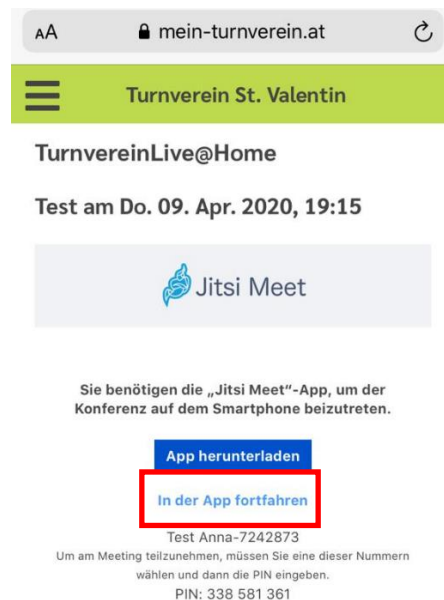 AA mein-turnverein.at
Turnverein St. Valentin
TurnvereinLive@Home
Test am Do. 09. Apr. 2020, 19:15
Jitsi Meet
Sie benötigen die „Jitsi Meet“-App, um der
Konferenz auf dem Smartphone beizutreten.
App herunterladen
In der App fortfahren
Test Anna-7242873
Um am Meeting teilzunehmen, müssen Sie eine dieser Nummern
wählen und dann die PIN eingeben.
PIN: 338 581 361